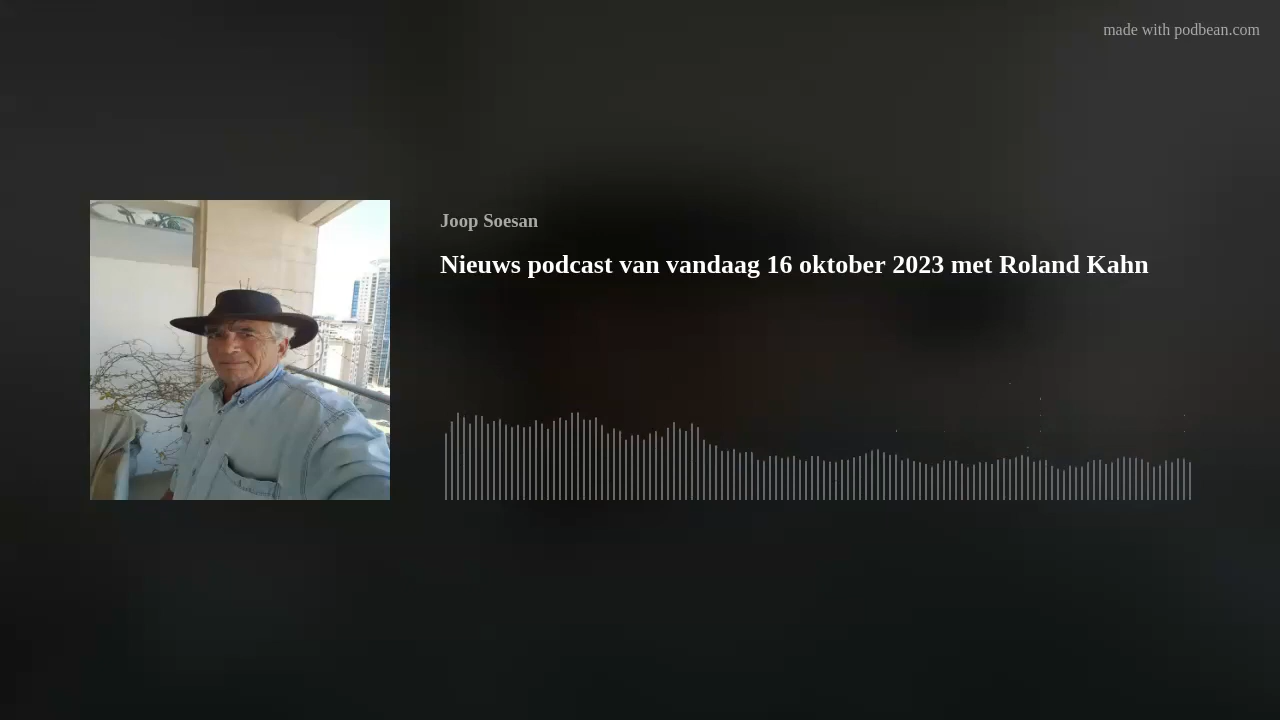 made with podbean.com
Joop Soesan
Nieuws podcast van vandaag 16 oktober 2023 met Roland Kahn